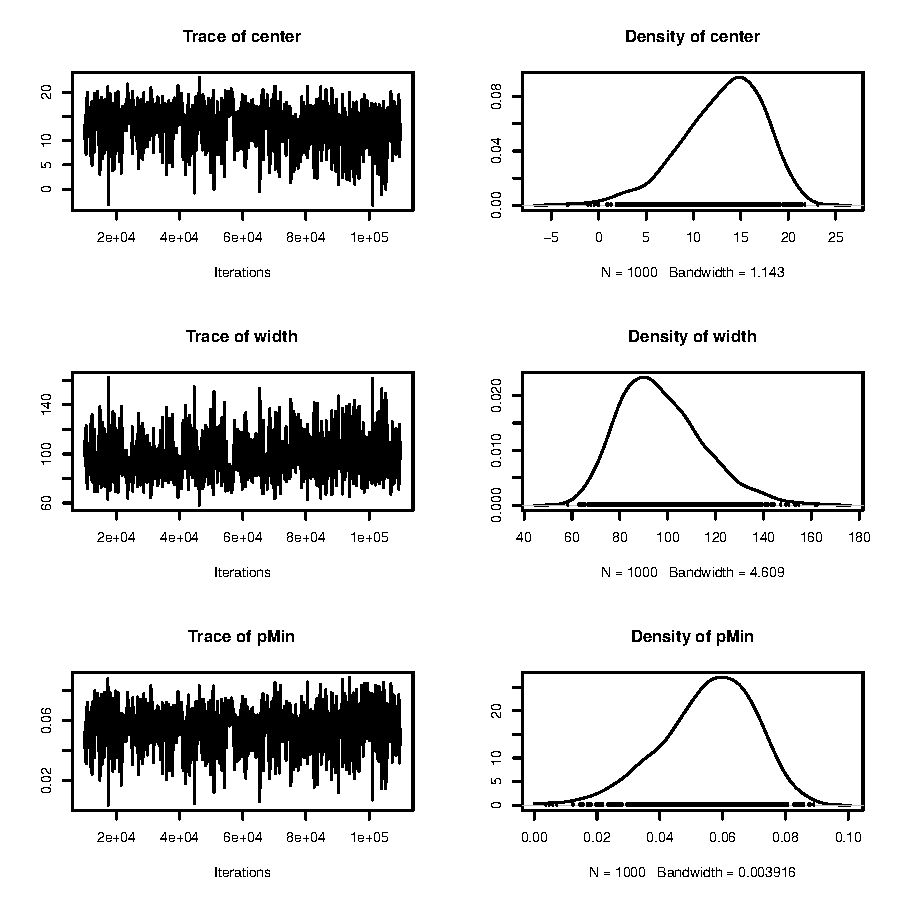 Trace of center
0 5 10 20
2e+04 4e+04 6e+04 8e+04 1e+05
Iterations
Density of center
0.00 0.04 0.08
−5 0 5 10 15 20 25
N = 1000 Bandwidth = 1.143
Trace of width
60 100 140
2e+04 4e+04 6e+04 8e+04 1e+05
Iterations
Density of width
0.000 0.010 0.020
40 60 80 100 120 140 160 180
N = 1000 Bandwidth = 4.609
Trace of pMin
0.02 0.06
2e+04 4e+04 6e+04 8e+04 1e+05
Iterations
Density of pMin
0 5 10 20
0.00 0.02 0.04 0.06 0.08 0.10
N = 1000 Bandwidth = 0.003916